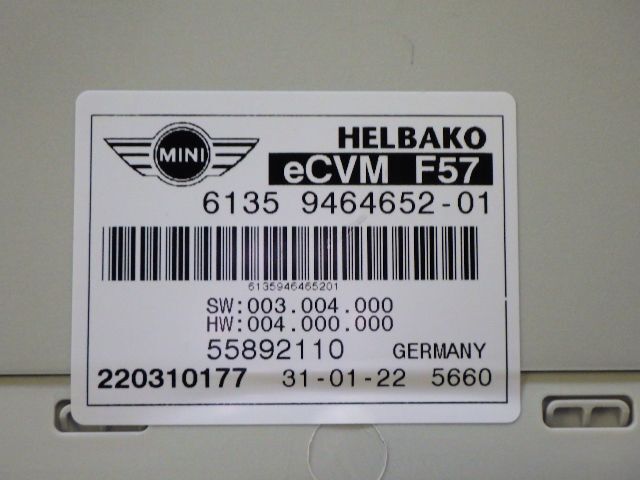 MINI
HELBAKO
eCVM F57
6135 9464652-01
6135946465201
SW:003.004.000
HW:004.000.000
55892110 GERMANY
220310177 31-01-22 5660